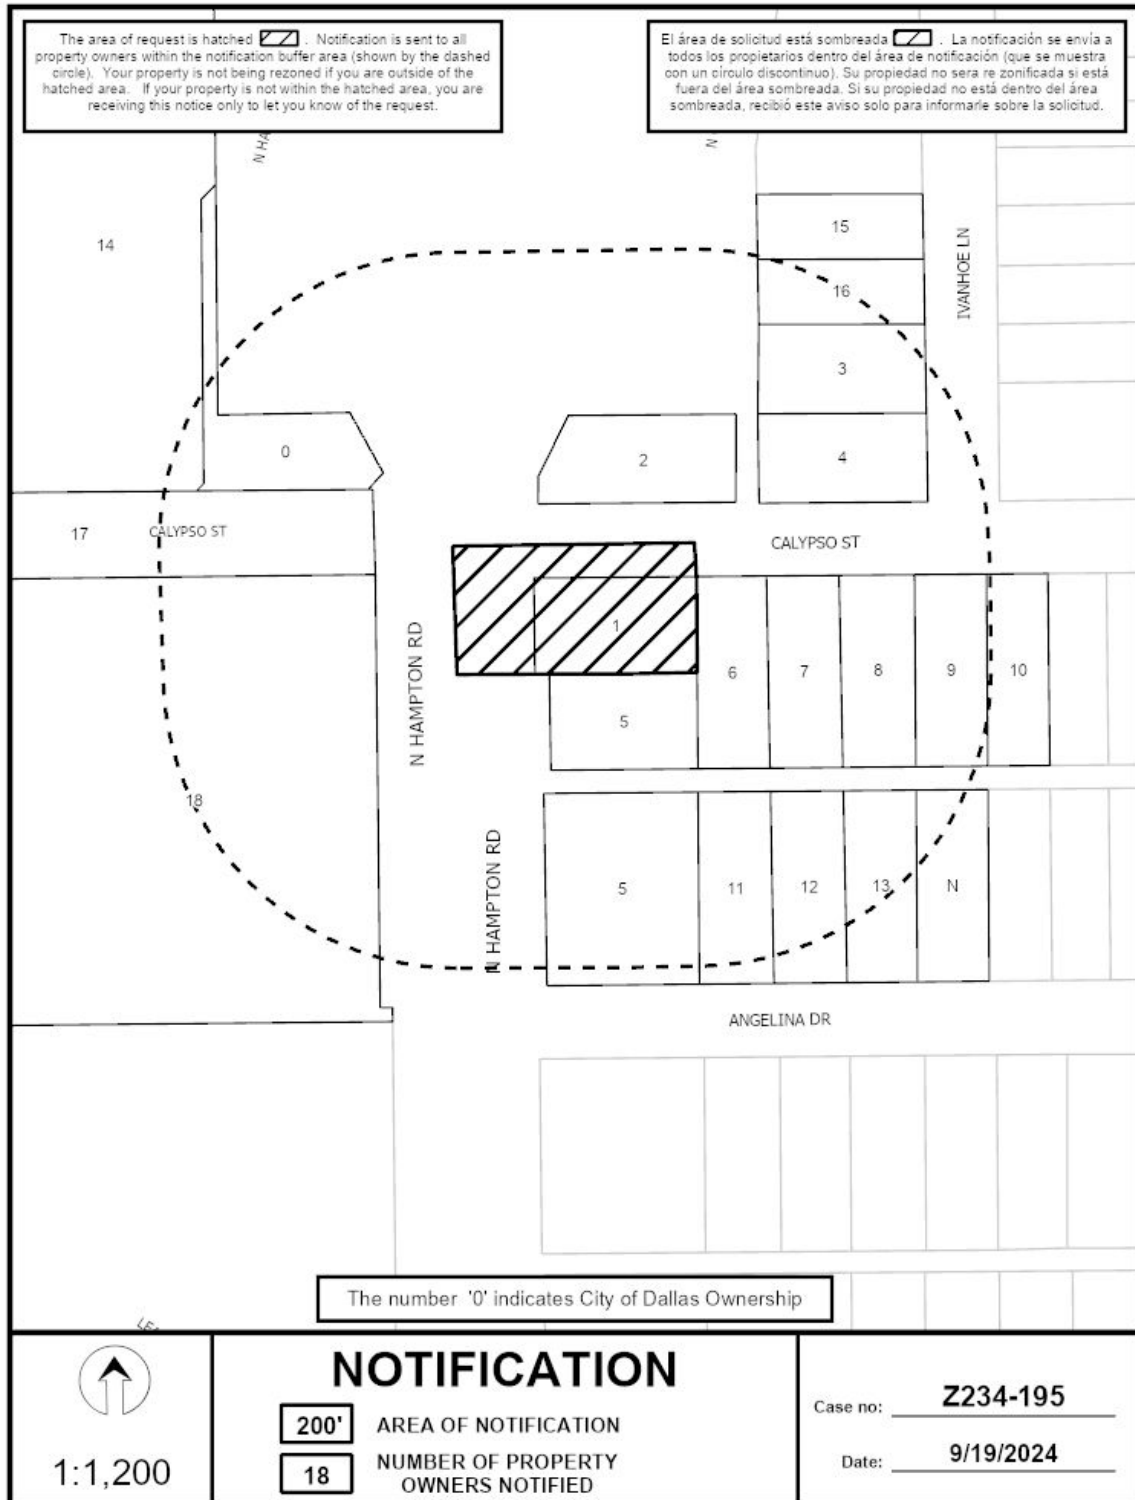 The area of request is hatched . Notification is sent to all
property owners within the notification buffer area (shown by the dashed
circle). Your property is not being rezoned if you are outside of the
hatched area. If your property is not within the hatched area, you are
receiving this notice only to let you know of the request.
El área de solicitud está sombreada . La notificación se envía a
todos los propietarios dentro del área de notificación (que se muestra
con un círculo discontinuo). Su propiedad no sera re zonificada si está
fuera del área sombreada. Si su propiedad no está dentro del área
sombreada, recibió este aviso solo para informarle sobre la solicitud.
N HA
N
14
15
IVANHOE LN
16
3
0
2
4
17
CALYPSO ST
CALYPSO ST
1
N HAMPTON RD
6
7
8
9
10
5
18
N HAMPTON RD
5
11
12
13
N
ANGELINA DR
The number '0' indicates City of Dallas Ownership
1:1,200
NOTIFICATION
200' AREA OF NOTIFICATION
18 NUMBER OF PROPERTY
OWNERS NOTIFIED
Case no: Z234-195
Date: 9/19/2024